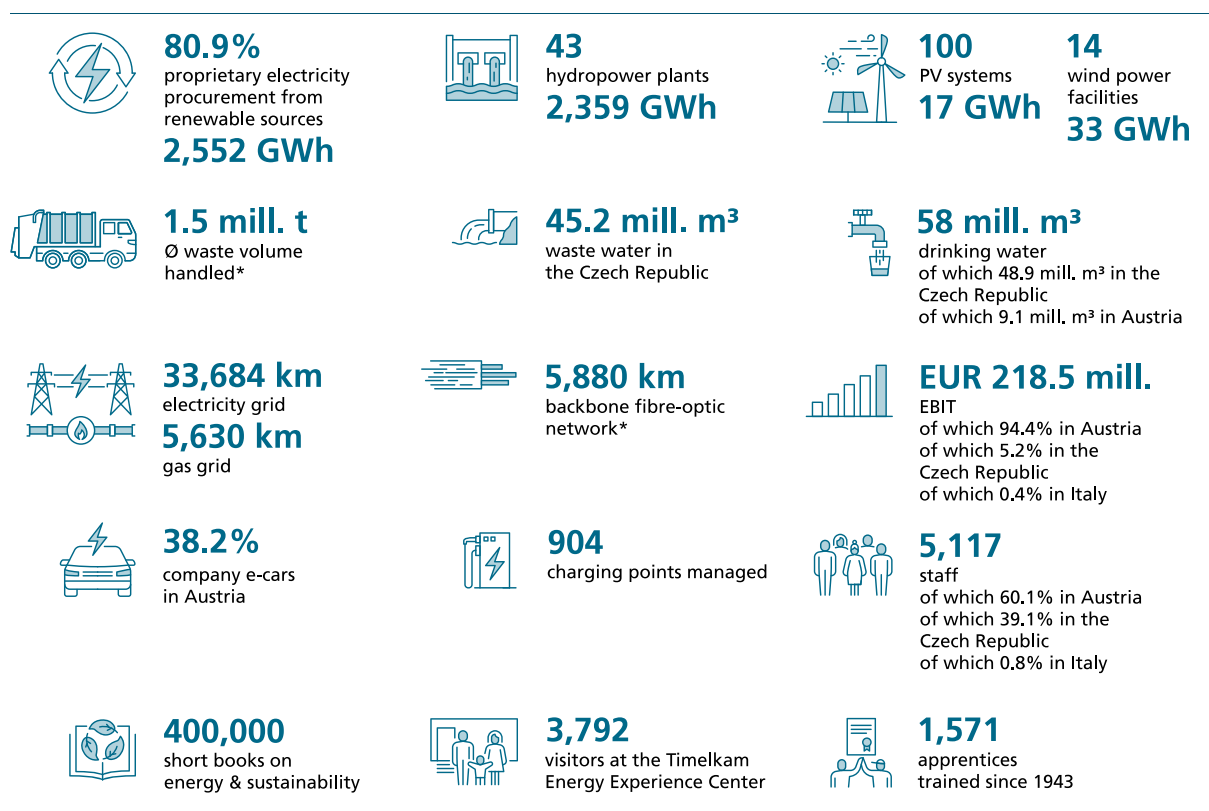 80.9%
proprietary electricity
procurement from
renewable sources
2,552 GWh
43
hydropower plants
2,359 GWh
100
PV systems
17 GWh
14
wind power
facilities
33 GWh
1.5 mill. t
Ø waste volume
handled*
45.2 mill. m³
waste water in
the Czech Republic
58 mill. m³
drinking water
of which 48.9 mill. m³ in the
Czech Republic
of which 9.1 mill. m³ in Austria
33,684 km
electricity grid
5,630 km
gas grid
5,880 km
backbone fibre-optic
network*
EUR 218.5 mill.
EBIT
of which 94.4% in Austria
of which 5.2% in the
Czech Republic
of which 0.4% in Italy
38.2%
company e-cars
in Austria
904
charging points managed
5,117
staff
of which 60.1% in Austria
of which 39.1% in the
Czech Republic
of which 0.8% in Italy
400,000
short books on
energy & sustainability
3,792
visitors at the Timelkam
Energy Experience Center
1,571
apprentices
trained since 1943